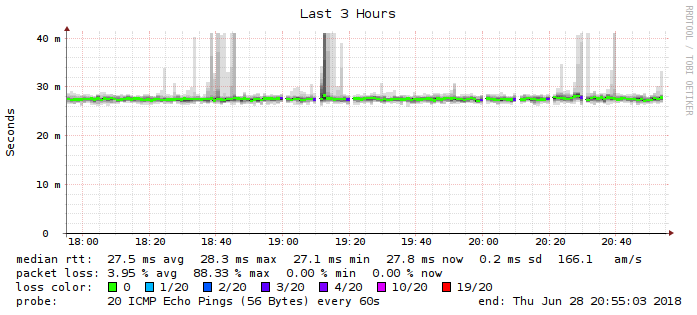 Last 3 Hours
RRDTOOL / TOBI OETIKER
Seconds
40 m
30 m
20 m
10 m
0
18:00 18:20 18:40 19:00 19:20 19:40 20:00 20:20 20:40
median rtt: 27.5 ms avg 28.3 ms max 27.1 ms min 27.8 ms now 0.2 ms sd 166.1 am/s
packet loss: 3.95 % avg 88.33 % max 0.00 % min 0.00 % now
loss color: 0 1/20 2/20 3/20 4/20 10/20 19/20
probe: 20 ICMP Echo Pings (56 Bytes) every 60s end: Thu Jun 28 20:55:03 2018